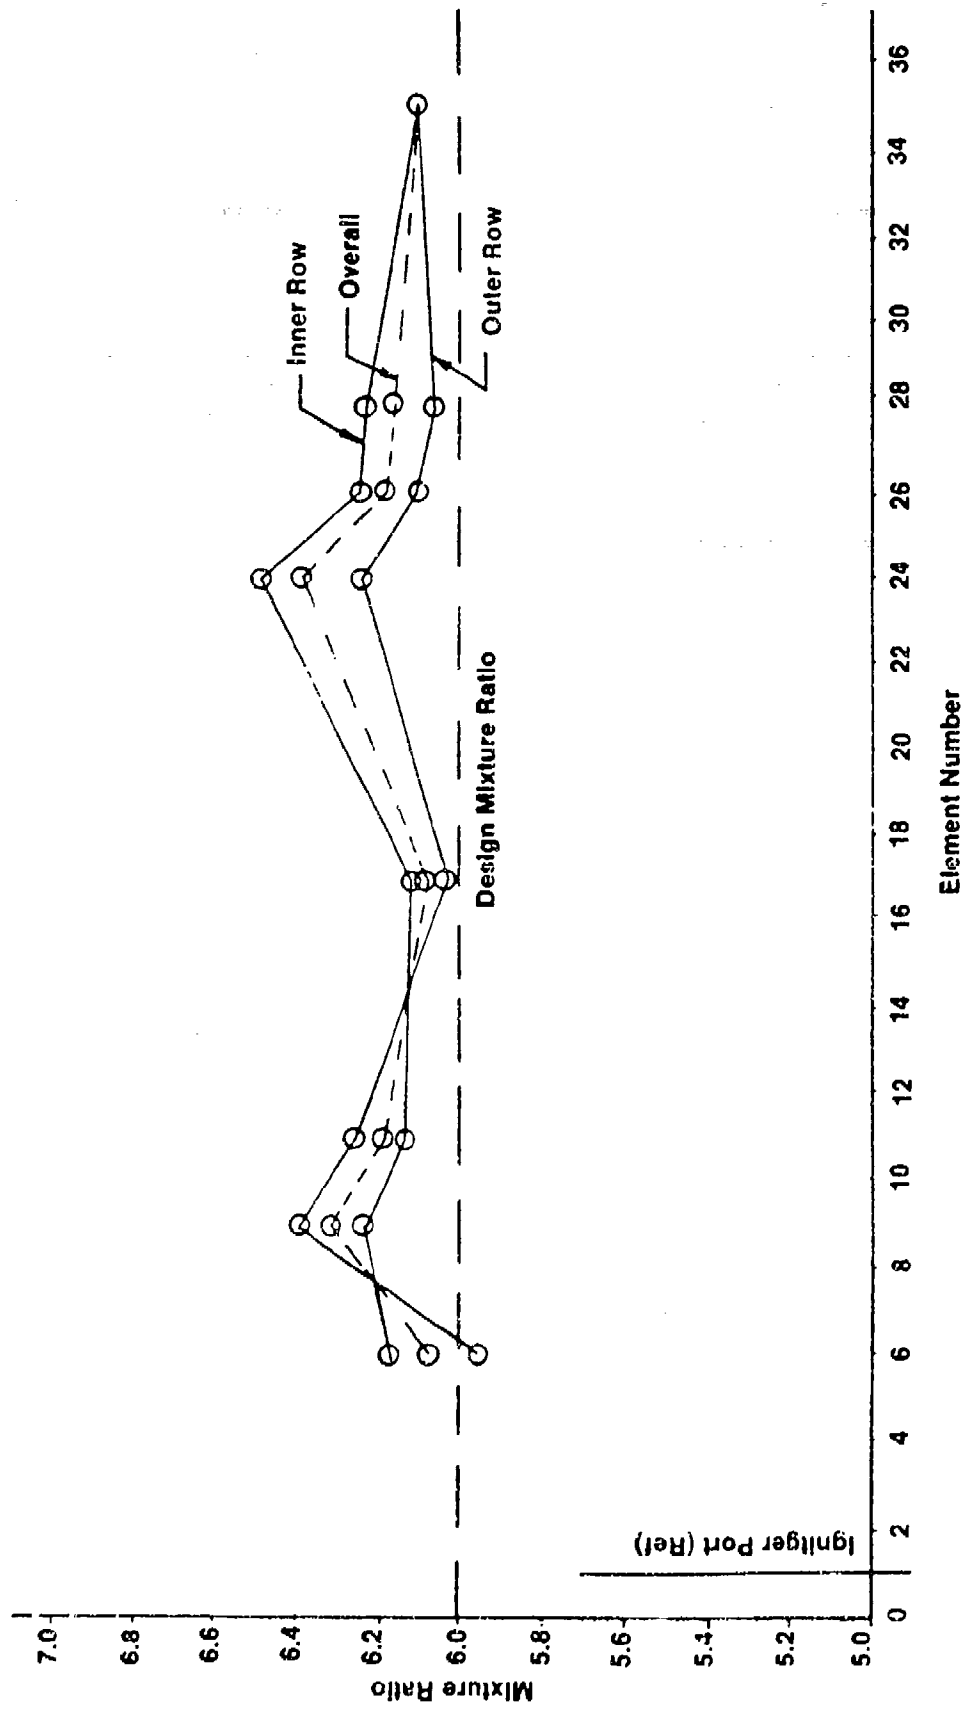 Mixture Ratio
7.0
6.8
6.6
6.4
6.2
6.0
5.8
5.6
5.4
5.2
5.0
Inner Row
Overall
Outer Row
Design Mixture Ratio
Ignitger Port (Ref)
0 2 4 6 8 10 12 14 16 18 20 22 24 26 28 30 32 34 36
Element Number